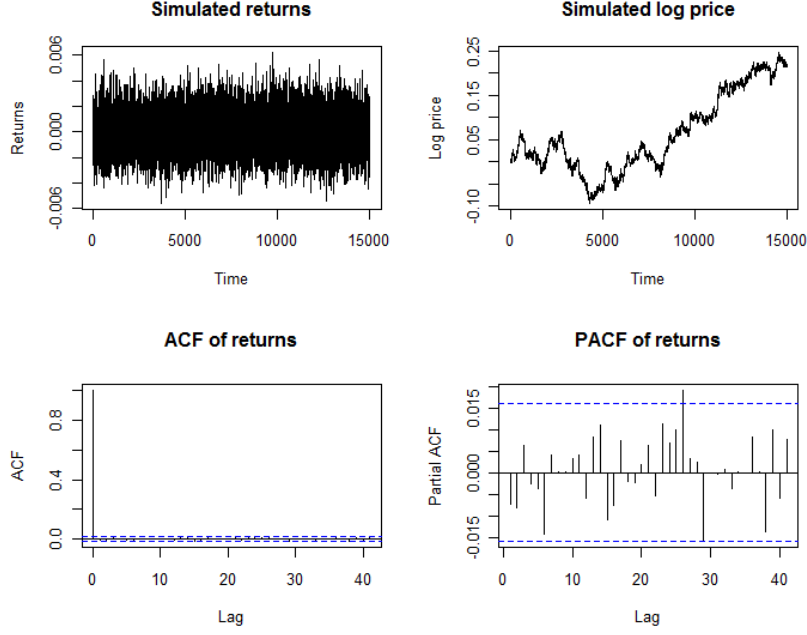 Simulated returns
0.006
0.000
-0.006
Returns
0
5000
10000
15000
Time
Simulated log price
0.25
0.15
0.05
-0.10
Log price
0
5000
10000
15000
Time
ACF of returns
0.8
0.4
0.0
ACF
0
10
20
30
40
Lag
PACF of returns
0.015
0.000
-0.015
Partial ACF
0
10
20
30
40
Lag